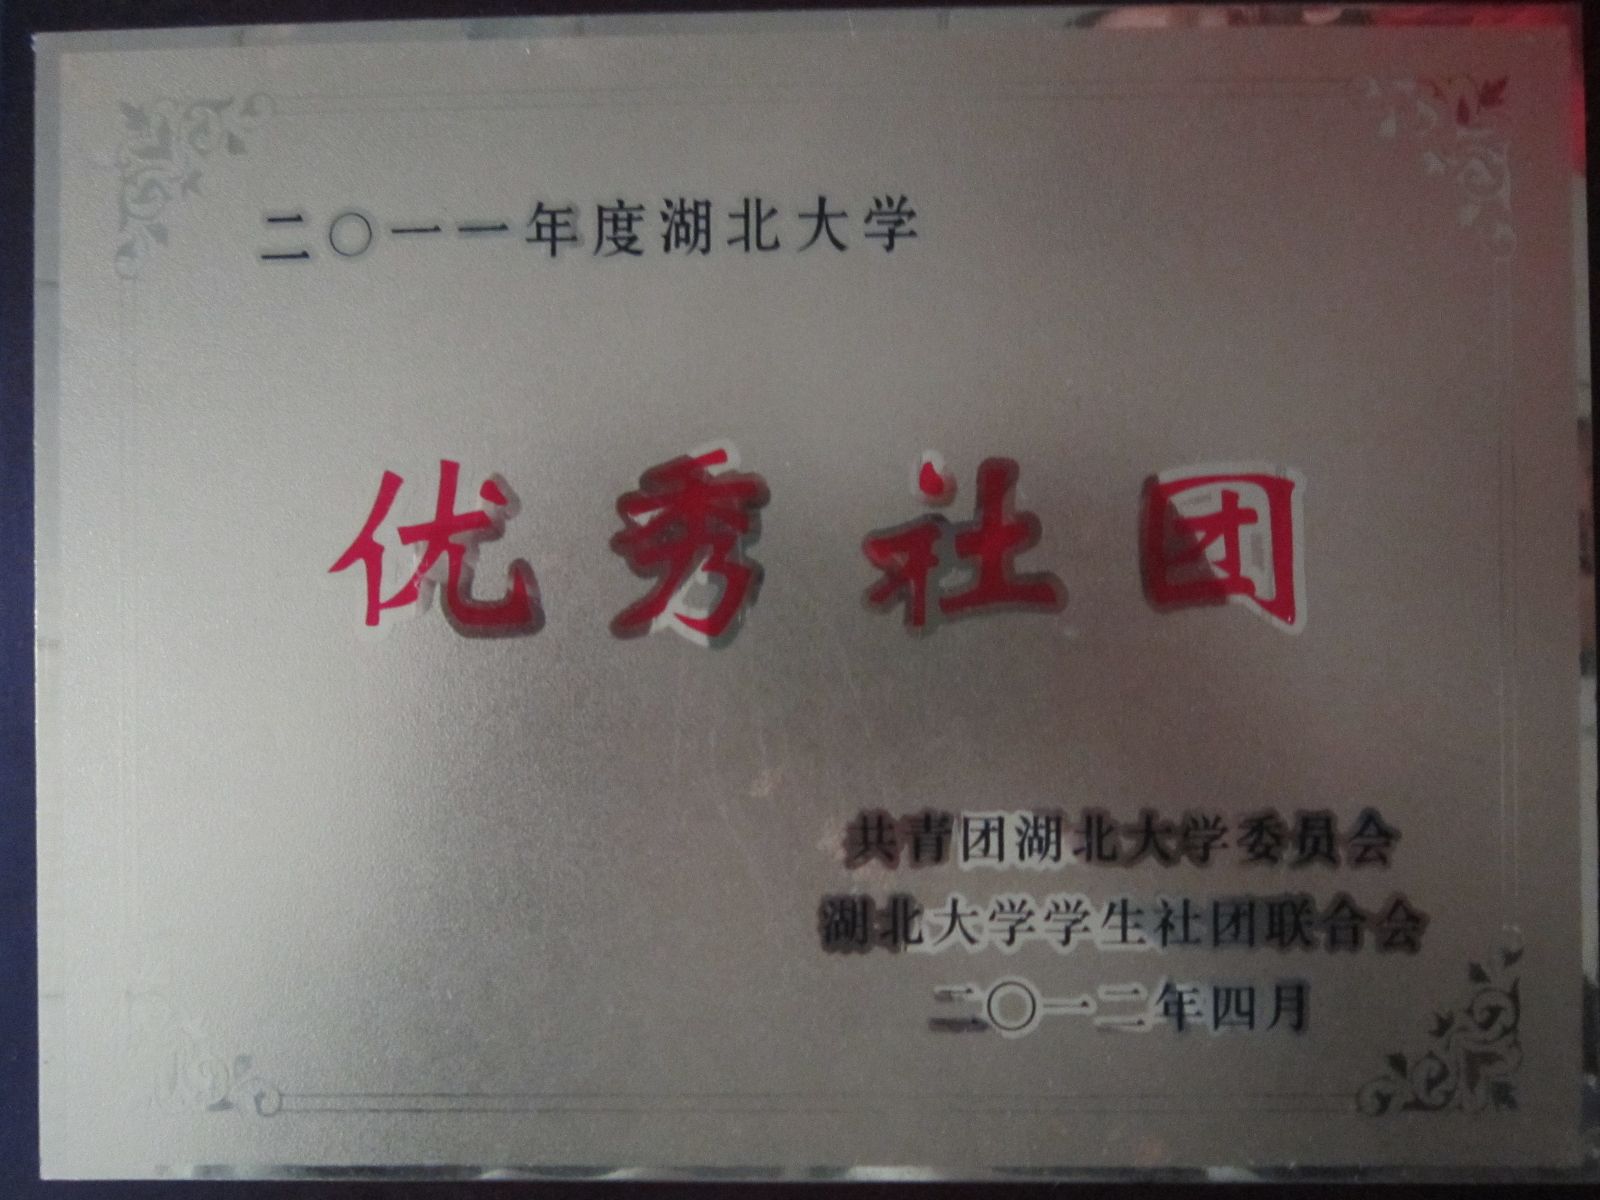 二〇一一年度湖北大学
优秀社团
共青团湖北大学委员会
湖北大学学生社团联合会
二〇一二年四月